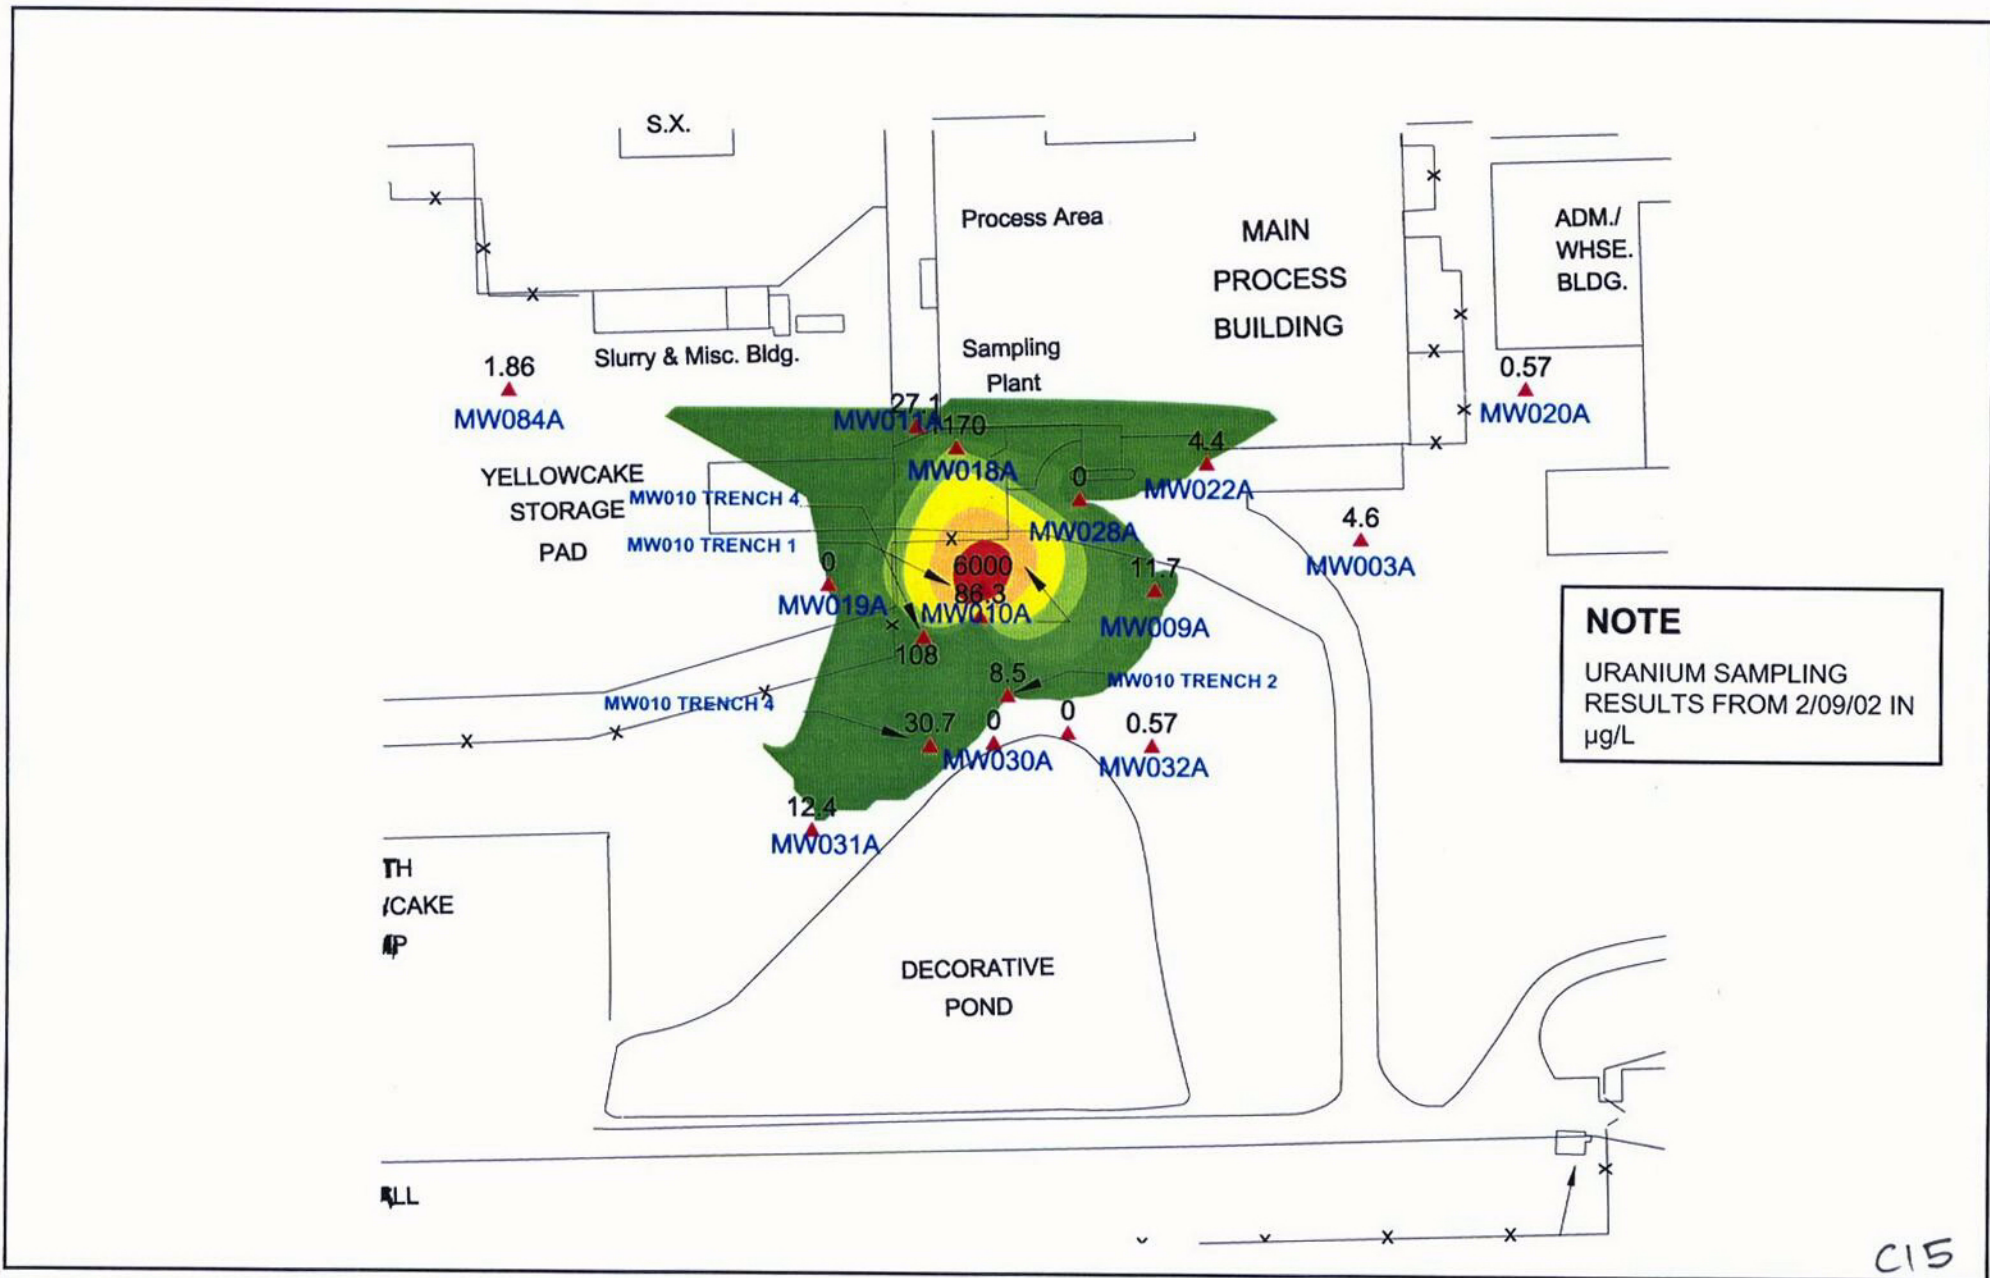 S.X.
Process Area
MAIN
PROCESS
BUILDING
ADM./
WHSE.
BLDG.
Slurry & Misc. Bldg.
Sampling
Plant
1.86
MW084A
0.57
MW020A
27.1
MW011A
1170
MW018A
4.4
MW022A
YELLOWCAKE
STORAGE
PAD
MW010 TRENCH 4
MW010 TRENCH 1
0
MW028A
4.6
MW003A
0
MW019A
6000
86.3
MW010A
11.7
MW009A
108
8.5
MW010 TRENCH 2
MW010 TRENCH 4
30.7
0
MW030A
0
0.57
MW032A
12.4
MW031A
NOTE
URANIUM SAMPLING
RESULTS FROM 2/09/02 IN
µg/L
TH
CAKE
DECORATIVE
POND
C15